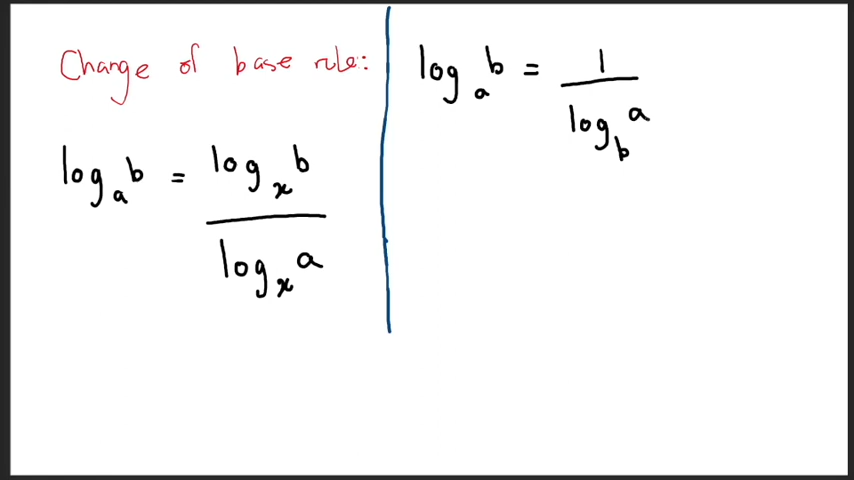 Change of base rule:
log_a b = log_x b / log_x a
log_a b = 1 / log_b a